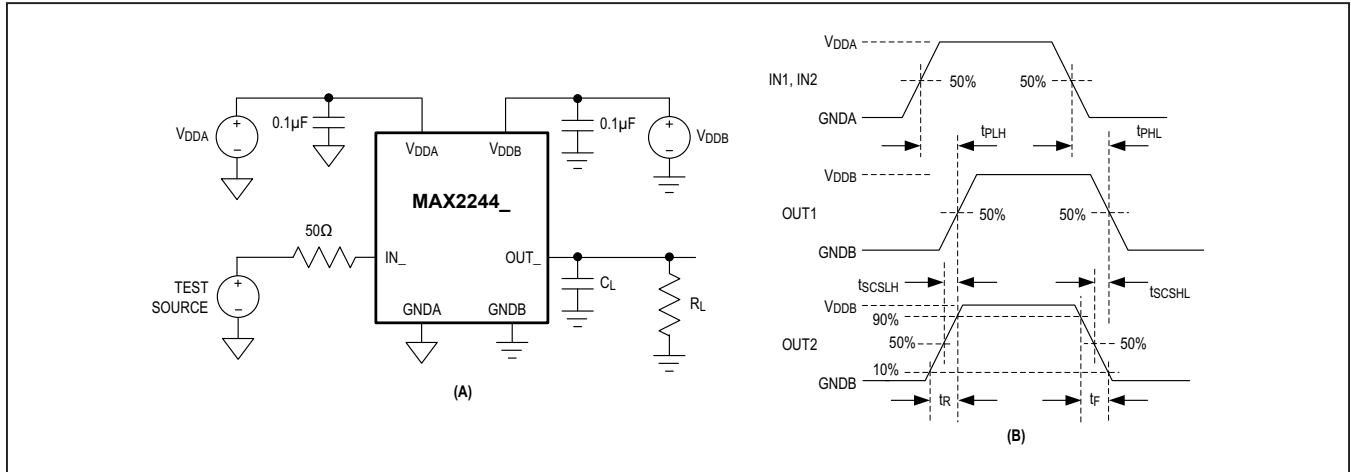 VDDA
0.1µF
VDDA
VDDB
0.1µF
VDDB
MAX2244_
50Ω
IN_
OUT_
TEST
SOURCE
CL
RL
GNDA
GNDB
(A)
VDDA
IN1, IN2
50%
50%
GNDA
tPLH
tPHL
VDDB
OUT1
50%
50%
GNDB
tSCSLH
tSCSHL
VDDB
90%
50%
OUT2
50%
10%
GNDB
tR
tF
(B)